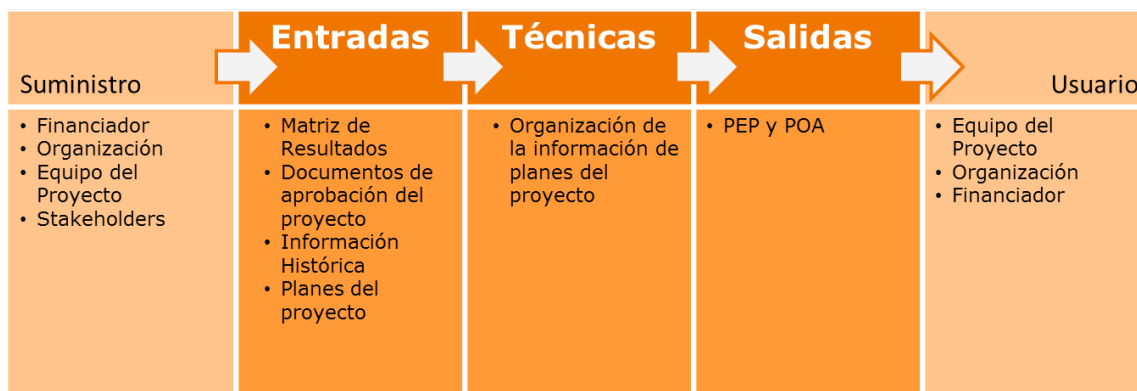 Suministro
Entradas
Técnicas
Salidas
Usuario
• Financiador
• Organización
• Equipo del
Proyecto
• Stakeholders
• Matriz de
Resultados
• Documentos de
aprobación del
proyecto
• Información
Histórica
• Planes del
proyecto
• Organización de
la información de
planes del
proyecto
• PEP y POA
• Equipo del
Proyecto
• Organización
• Financiador